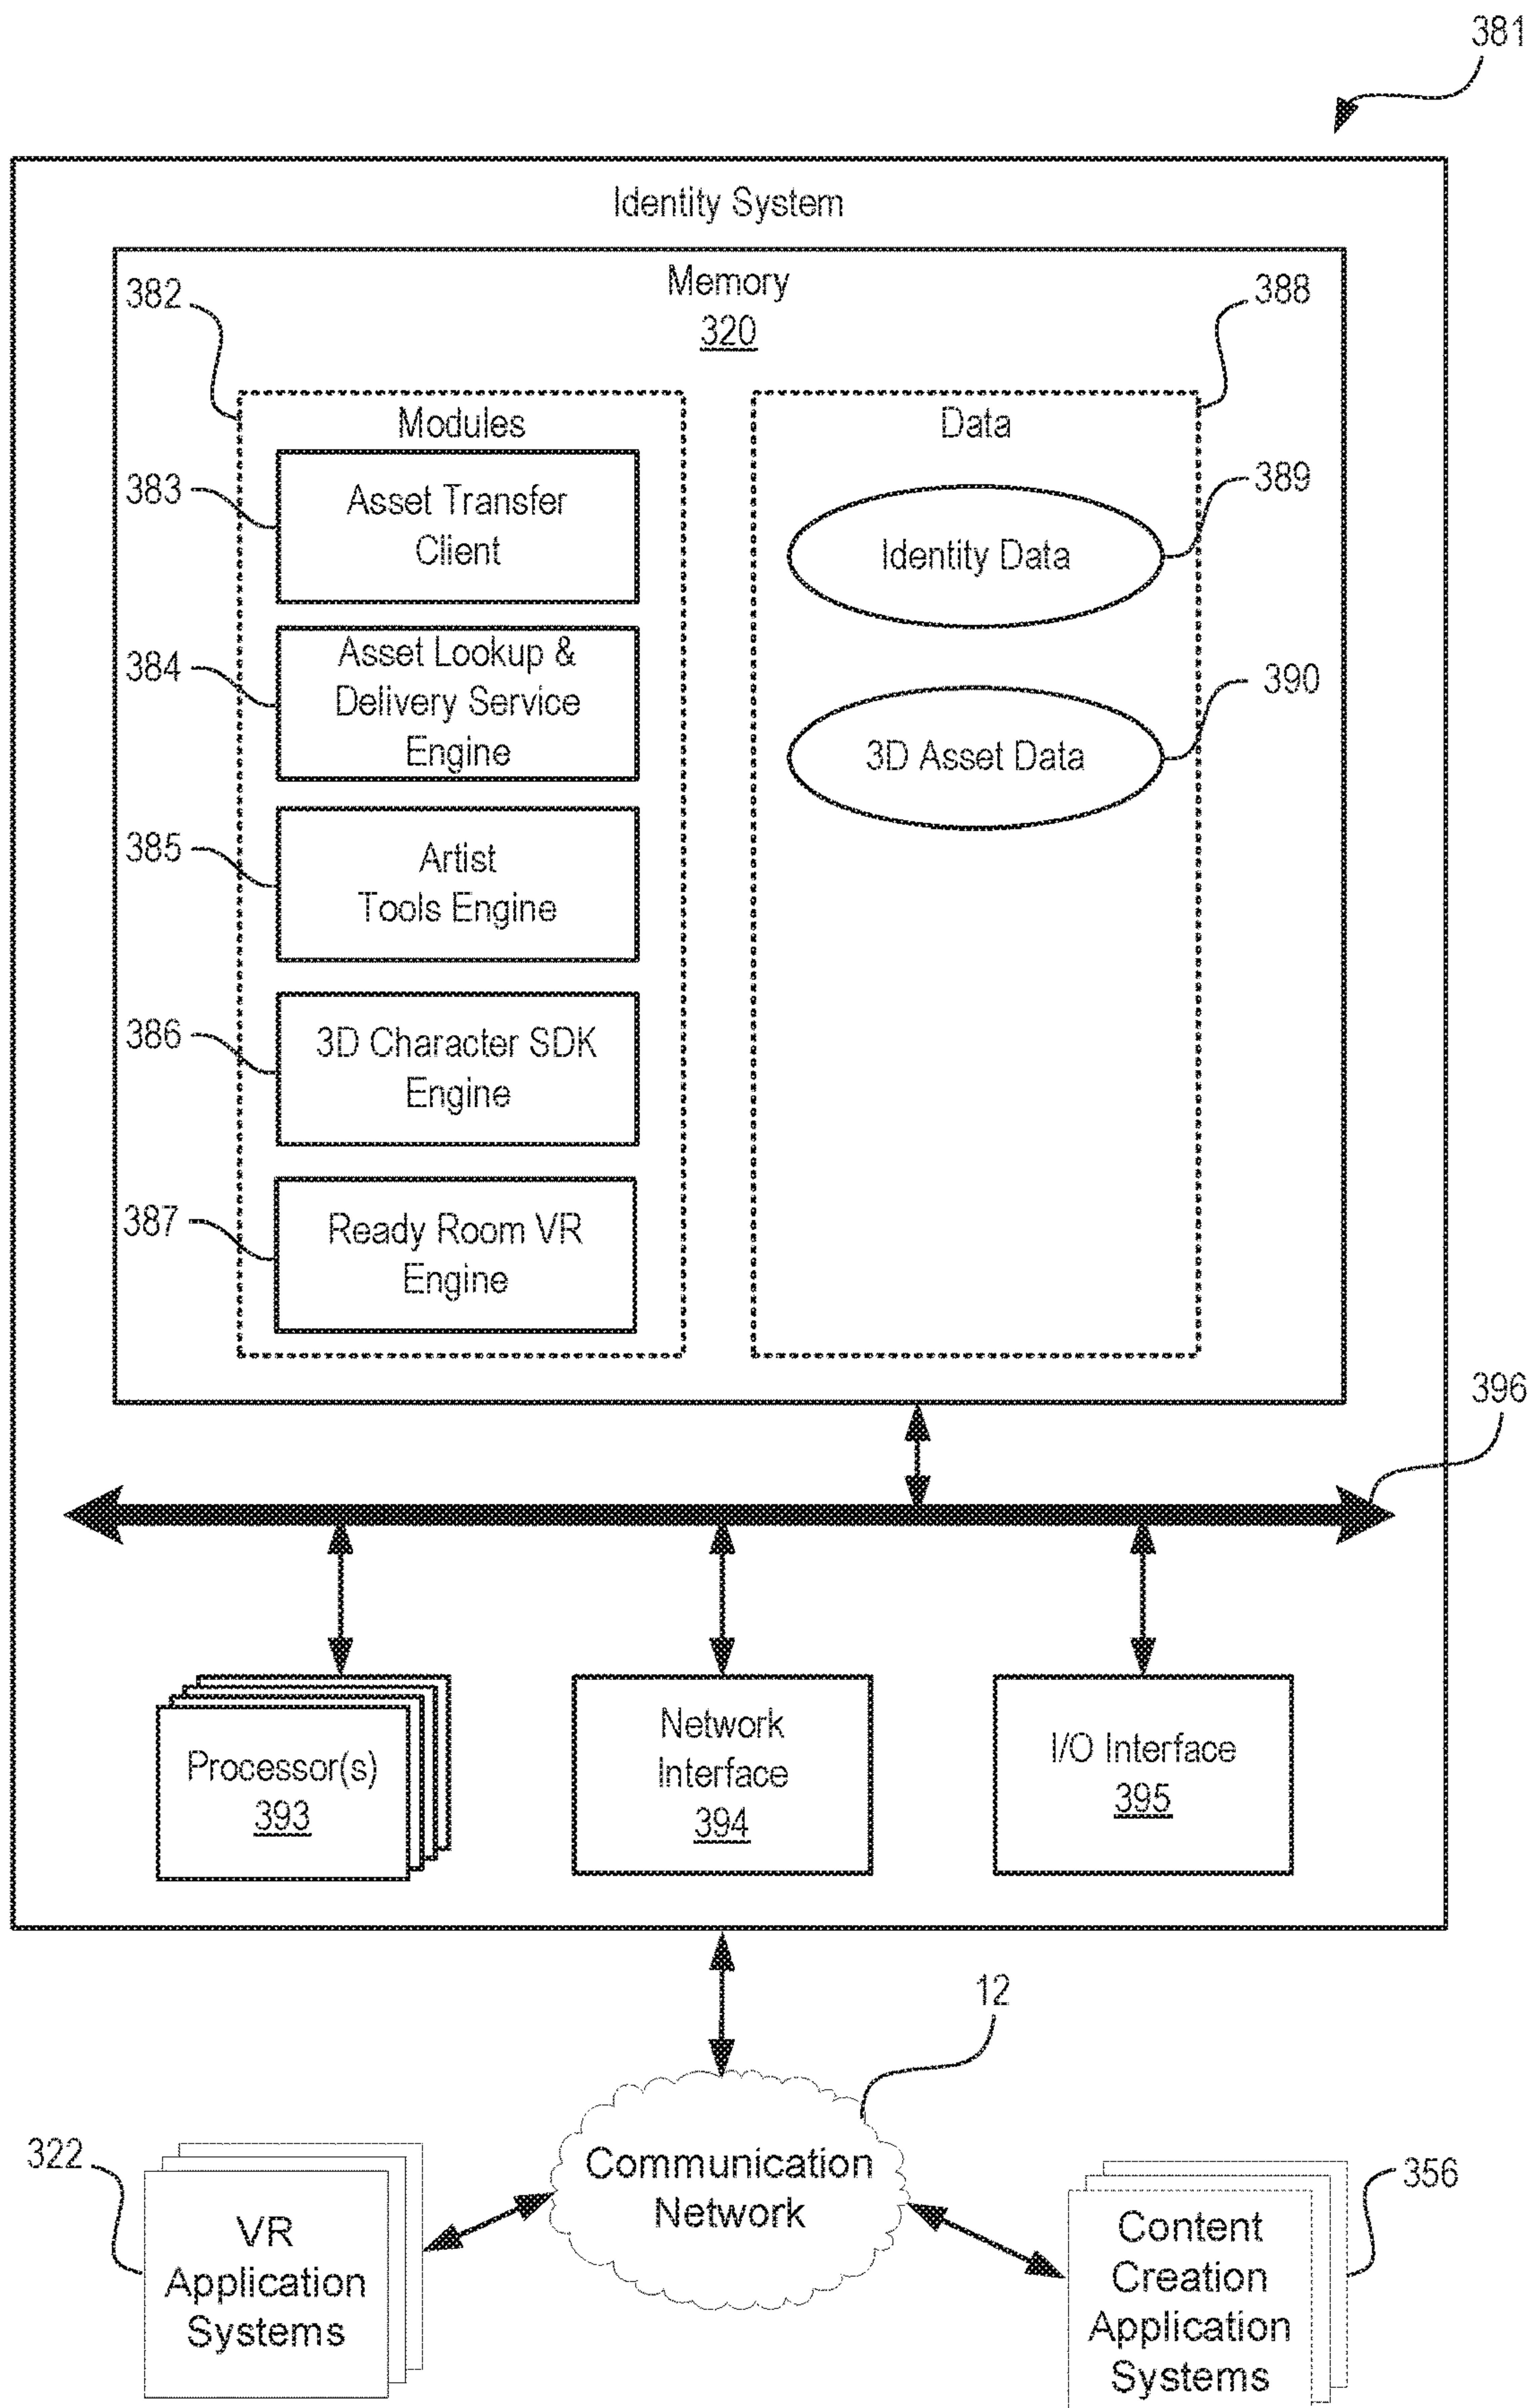 381
Identity System
Memory
320
382
388
Modules
Data
383
Asset Transfer
Client
389
Identity Data
384
Asset Lookup &
Delivery Service
Engine
390
3D Asset Data
385
Artist
Tools Engine
386
3D Character SDK
Engine
387
Ready Room VR
Engine
396
Processor(s)
393
Network
Interface
394
I/O Interface
395
12
Communication
Network
322
VR
Application
Systems
356
Content
Creation
Application
Systems